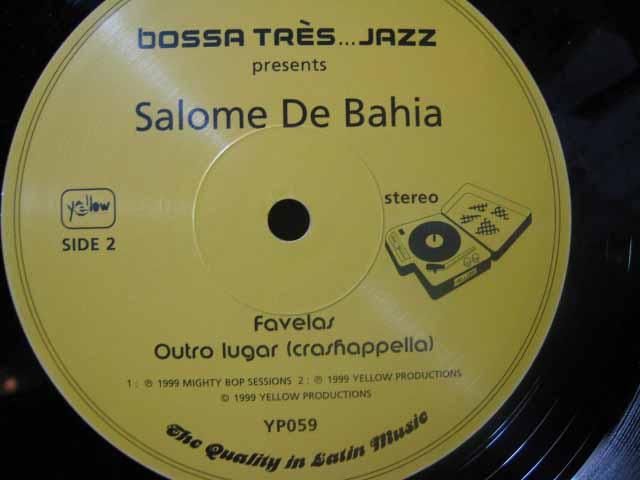 bossa très...jazz
presents
Salome De Bahia
yellow
stereo
SIDE 2
Favelas
Outro lugar (crashappella)
1 : ℗ 1999 MIGHTY BOP SESSIONS 2 : ℗ 1999 YELLOW PRODUCTIONS
© 1999 YELLOW PRODUCTIONS
YP059
The Quality in Latin Music